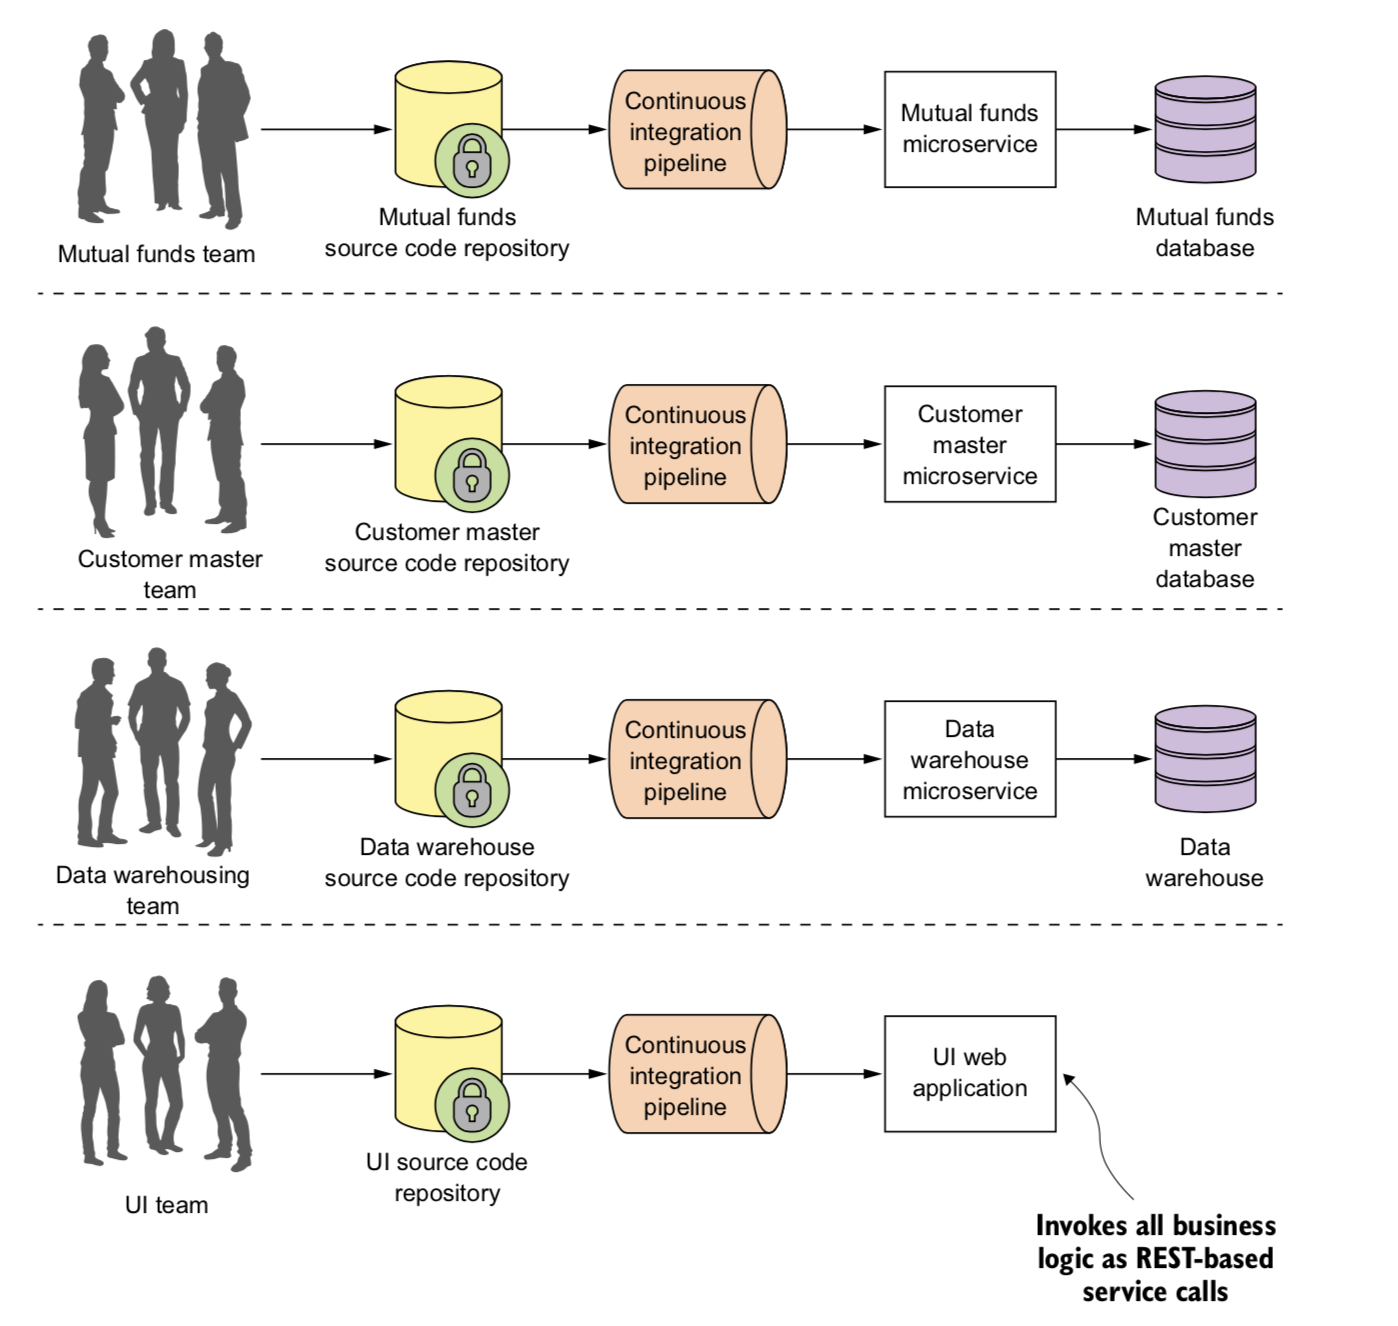 Continuous
integration
pipeline
Mutual funds
microservice
Mutual funds
source code repository
Mutual funds
database
Mutual funds team
Continuous
integration
pipeline
Customer
master
microservice
Customer master
source code repository
Customer
master
database
Customer master
team
Continuous
integration
pipeline
Data
warehouse
microservice
Data warehouse
source code repository
Data
warehouse
Data warehousing
team
Continuous
integration
pipeline
UI web
application
UI source code
repository
UI team
Invokes all business
logic as REST-based
service calls